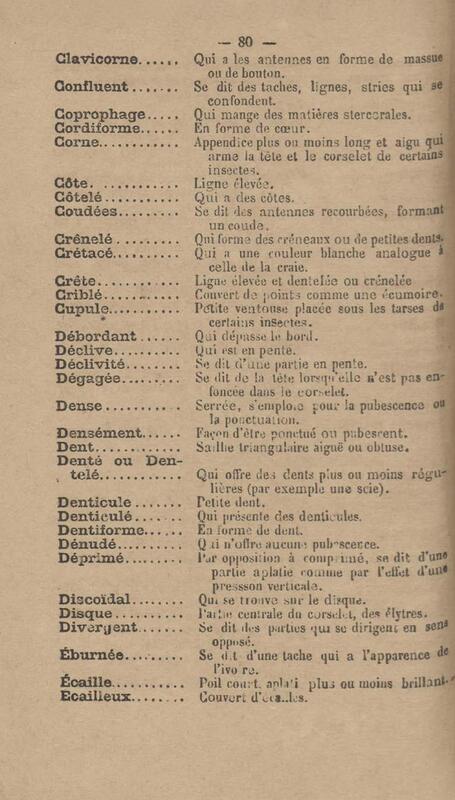 — 80 —
Clavicorne...... Qui a les antennes en forme de massue
ou de bouton.
Confluent ....... Se dit des taches, lignes, stries qui se
confondent.
Coprophage..... Qui mange des matières stercorales.
Cordiforme...... En forme de cœur.
Corne........... Appendice plus ou moins long et aigu qui
arme la tête et le corselet de certains
insectes.
Côte. ........... Ligne élevée.
Côtelé .......... Qui a des côtes.
Coudées......... Se dit des antennes recourbées, formant
un coude.
Crênelé ......... Qui forme des créneaux ou de petites dents.
Crétacé.......... Qui a une couleur blanche analogue à
celle de la craie.
Crête............ Ligne élevée et dentelée ou crénelée
Criblé .......... Couvert de points comme une écumoire.
Cupule.......... Petite ventouse placée sous les tarses de
certains insectes.
Débordant ...... Qui dépasse le bord.
Déclive.......... Qui est en pente.
Déclivité........ Se dit d'une partie en pente.
Dégagée......... Se dit de la tête lorsqu'elle n'est pas en-
foncée dans le corselet.
Dense ........... Serrée, s'emploie pour la pubescence ou
la ponctuation.
Densément...... Façon d'être ponctué ou pubescent.
Dent............. Saillie triangulaire aiguë ou obtuse.
Denté ou Den-
telé........... Qui offre des dents plus ou moins régu-
lières (par exemple une scie).
Denticule ....... Petite dent.
Denticulé ....... Qui présente des denticules.
Dentiforme...... En forme de dent.
Dénudé.......... Qui n'offre aucune pubescence.
Déprimé......... Par opposition à comprimé, se dit d'une
partie aplatie comme par l'effet d'une
pressson verticale.
Discoïdal........ Qui se trouve sur le disque.
Disque .......... Partie centrale du corselet, des élytres.
Divergent....... Se dit des parties qui se dirigent en sens
opposé.
Éburnée......... Se dit d'une tache qui a l'apparence de
l'ivoire.
Écaille........... Poil court, aplati plus ou moins brillant.
Ecailleux........ Couvert d'écailles.